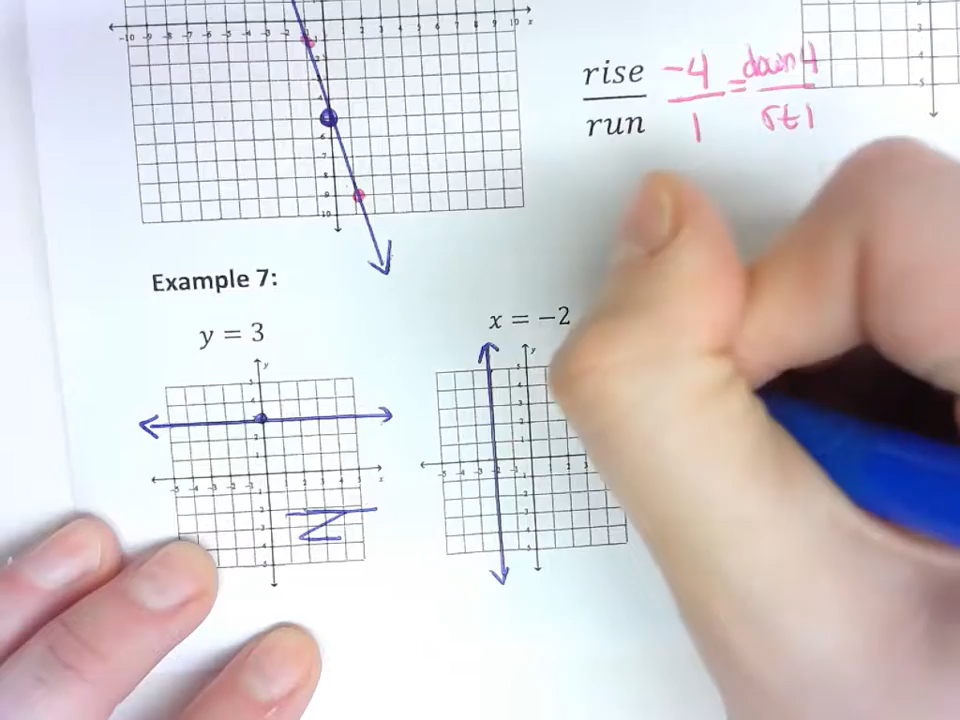 rise -4 = down 4
run 1 rt 1
Example 7:
y = 3
x = −2
Z